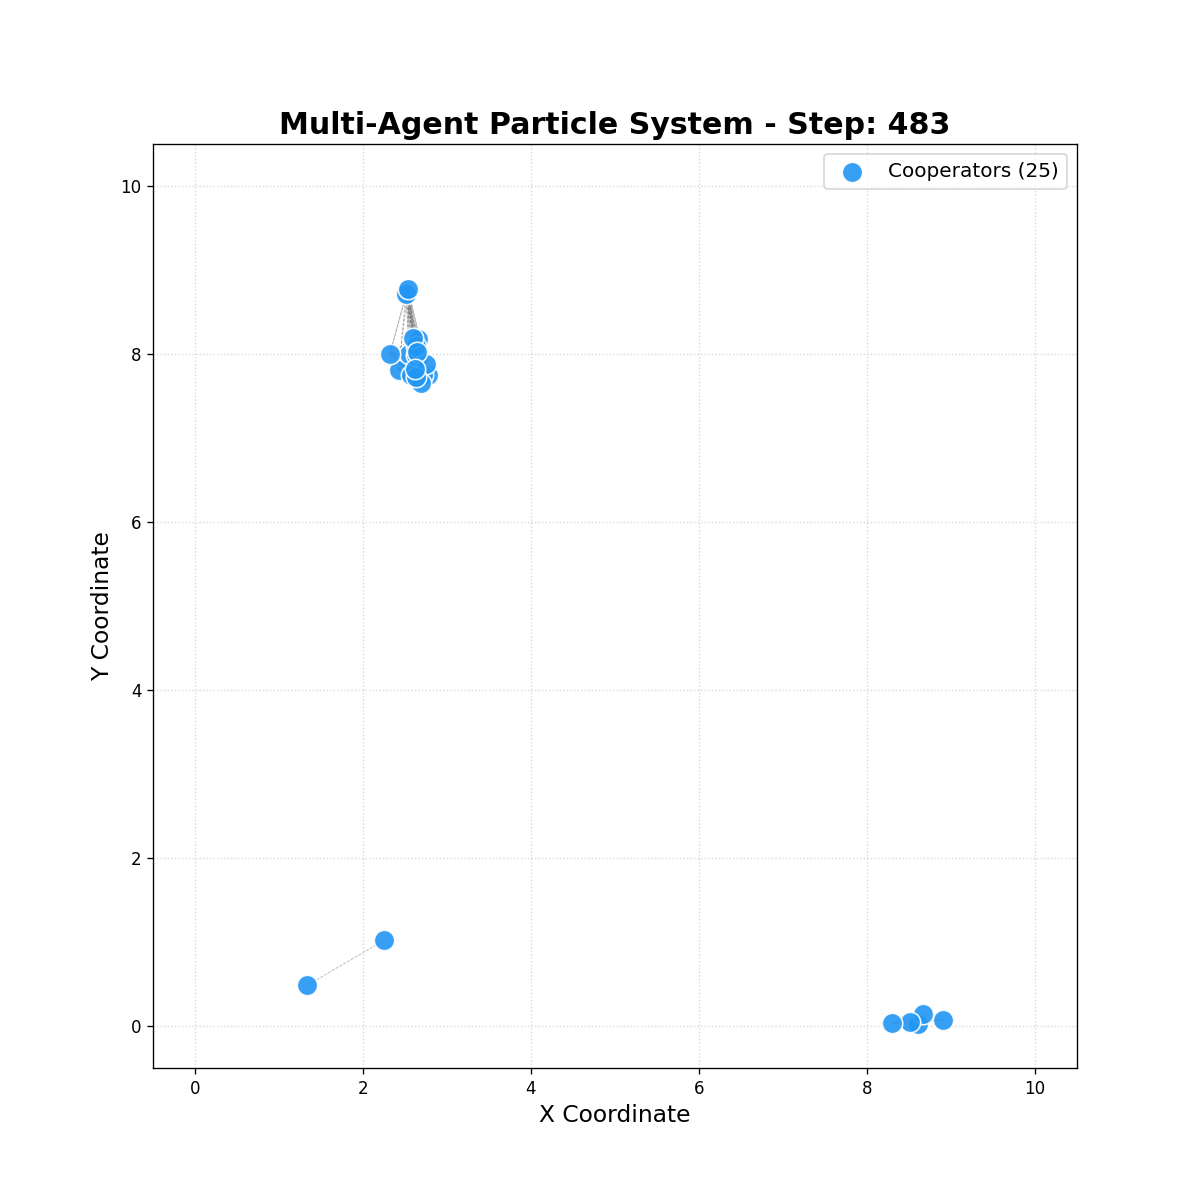 Multi-Agent Particle System - Step: 483
Cooperators (25)
10
8
6
4
2
0
Y Coordinate
0 2 4 6 8 10
X Coordinate